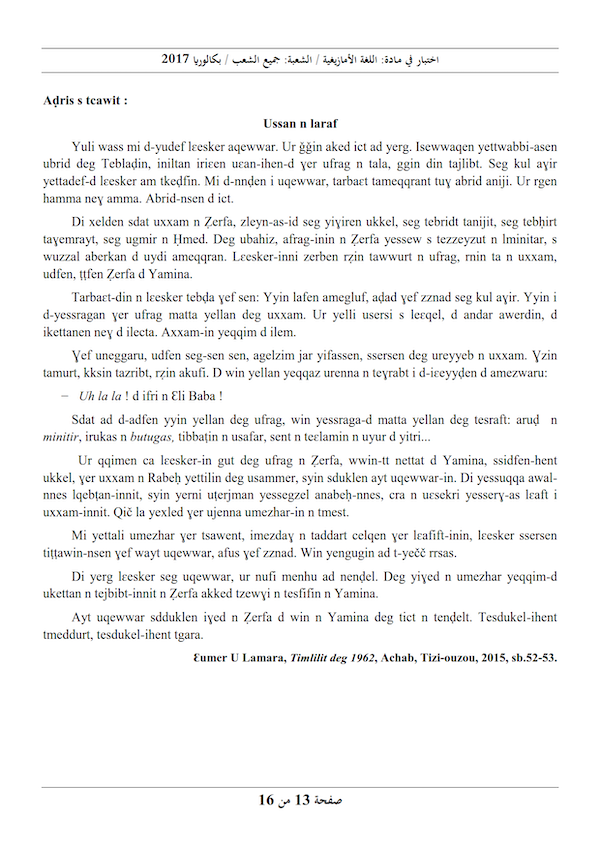 اختبار في مادة: اللغة الأمازيغية / الشعبة: جميع الشعب / بكالوريا 2017
Aḍris s tcawit :
Ussan n laraf
Yuli wass mi d-yudef lɛesker aqewwar. Ur ǧǧin aked ict ad yerg. Isewwaqen yettwabbi-asen
ubrid deg Tebladin, iniltan iriɛen uɛan-ihen-d ɣer ufrag n tala, ggin din tajlibt. Seg kul aɣir
yettadef-d lɛesker am tkeḍfin. Mi d-nnḍen i uqewwar, tarbaɛt tameqqrant tuɣ abrid aniji. Ur rgen
hamma neɣ amma. Abrid-nsen d ict.
Di xelden sdat uxxam n Ẓerfa, zleyn-as-id seg yiɣiren ukkel, seg tebridt tanijit, seg tebḥirt
taɣemrayt, seg ugmir n Ḥmed. Deg ubahiz, afrag-inin n Ẓerfa yessew s tezzeyzut n lminitar, s
wuzzal aberkan d uydi ameqqran. Lɛesker-inni zerben rẓin tawwurt n ufrag, rnin ta n uxxam,
udfen, ṭṭfen Ẓerfa d Yamina.
Tarbaɛt-din n lɛesker tebḍa ɣef sen: Yyin lafen amegluf, aḍad ɣef zznad seg kul aɣir. Yyin i
d-yessragan ɣer ufrag matta yellan deg uxxam. Ur yelli usersi s leɛqel, d andar awerdin, d
ikettanen neɣ d ilecta. Axxam-in yeqqim d ilem.
Ɣef uneggaru, udfen seg-sen sen, agelzim jar yifassen, ssersen deg ureyyeb n uxxam. Ɣzin
tamurt, kksin tazribt, rẓin akufi. D win yellan yeqqaz urenna n teɣrabt i d-iɛeyyḍen d amezwaru:
− Uh la la ! d ifri n Ɛli Baba !
Sdat ad d-adfen yyin yellan deg ufrag, win yessraga-d matta yellan deg tesraft: aruḍ n
minitir, irukas n butugas, tibbaṭin n usafar, sent n teɛlamin n uyur d yitri...
Ur qqimen ca lɛesker-in gut deg ufrag n Ẓerfa, wwin-tt nettat d Yamina, ssidfen-hent
ukkel, ɣer uxxam n Rabeḥ yettilin deg usammer, syin sduklen ayt uqewwar-in. Di yessuqqa awal-
nnes lqebṭan-innit, syin yerni uṭerjman yessegzel anabeḥ-nnes, cra n uɛsekri yesserɣ-as lɛaft i
uxxam-innit. Qič la yexled ɣer ujenna umezhar-in n tmest.
Mi yettali umezhar ɣer tsawent, imezdaɣ n taddart celqen ɣer lɛafift-inin, lɛesker ssersen
tiṭṭawin-nsen ɣef wayt uqewwar, afus ɣef zznad. Win yengugin ad t-yečč rrsas.
Di yerg lɛesker seg uqewwar, ur nufi menhu ad nenḍel. Deg yiɣed n umezhar yeqqim-d
ukettan n tejbibt-innit n Ẓerfa akked tzewɣi n tesfifin n Yamina.
Ayt uqewwar sdduklen iɣed n Ẓerfa d win n Yamina deg tict n tenḍelt. Tesdukel-ihent
tmeddurt, tesdukel-ihent tgara.
Ɛumer U Lamara, Timlilit deg 1962, Achab, Tizi-ouzou, 2015, sb.52-53.
صفحة 13 من 16